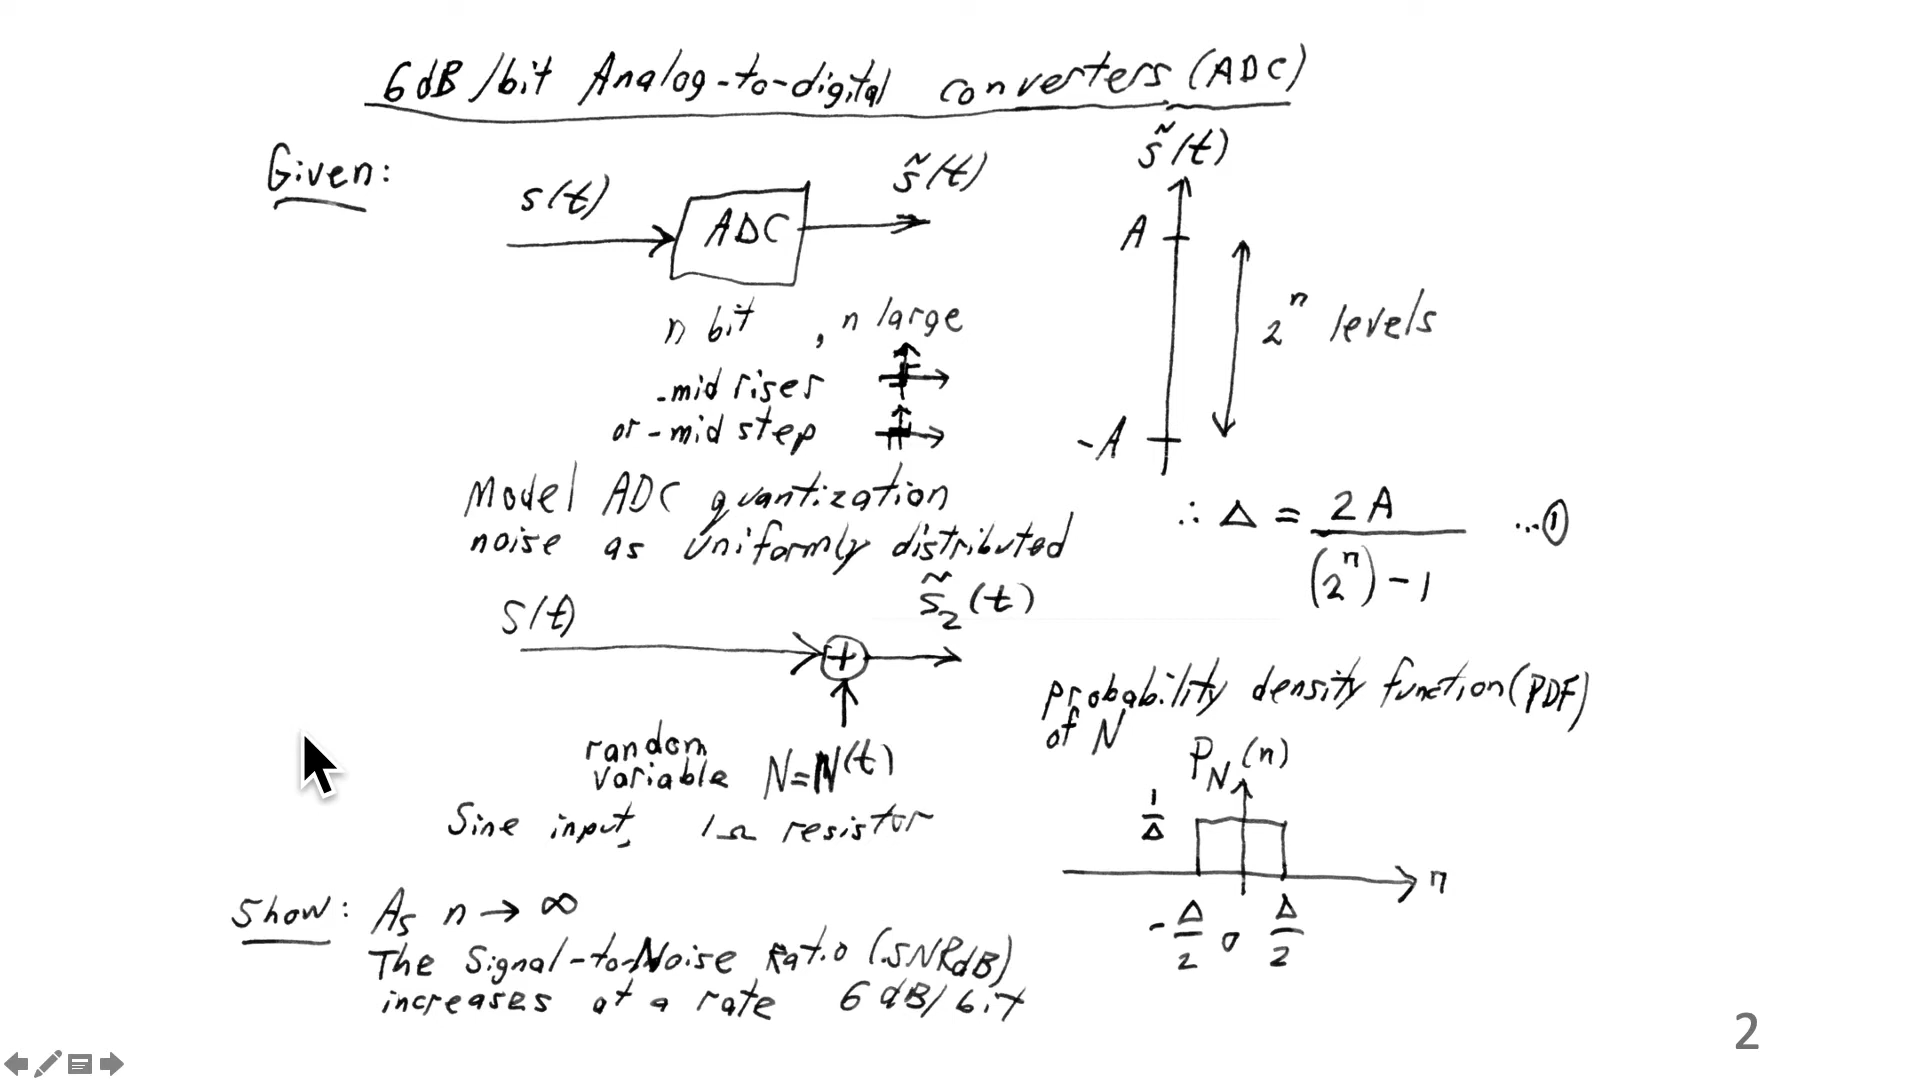 6dB/bit Analog-to-digital converters (ADC)
Given:
s(t)
ADC
s̃(t)
n bit , n large
-mid riser
or -mid step
s̃(t)
A
2ⁿ levels
-A
∴ Δ = 2A / (2ⁿ) - 1 ...①
Model ADC quantization
noise as uniformly distributed
s(t)
+
s̃₂(t)
random
variable N=N(t)
Sine input, 1Ω resistor
probability density function (PDF)
of N
P_N(n)
1/Δ
n
-Δ/2 0 Δ/2
Show: As n → ∞
The Signal-to-Noise Ratio (SNRdB)
increases at a rate 6 dB/bit
2